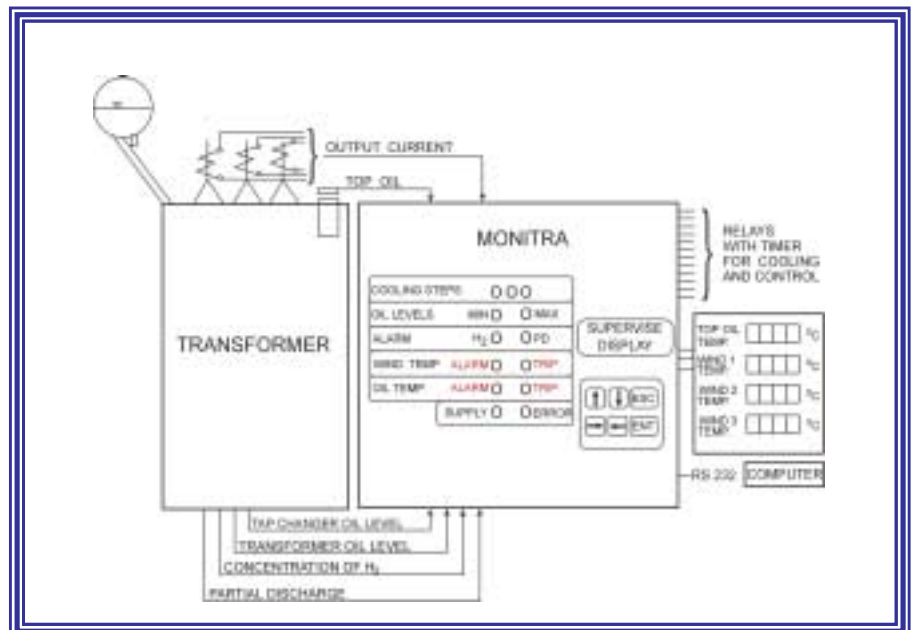 OUTPUT CURRENT
TOP OIL
MONITRA
RELAYS
WITH TIMER
FOR COOLING
AND CONTROL
COOLING STEPS
OIL LEVELS MIN MAX
ALARM H₂ PD
WIND TEMP ALARM TRIP
OIL TEMP ALARM TRIP
SUPPLY ERROR
SUPERVISE
DISPLAY
ESC
ENT
TRANSFORMER
TOP OIL
TEMP °C
WIND 1
TEMP °C
WIND 2
TEMP °C
WIND 3
TEMP °C
RS 232 COMPUTER
TAP CHANGER OIL LEVEL
TRANSFORMER OIL LEVEL
CONCENTRATION OF H₂
PARTIAL DISCHARGE